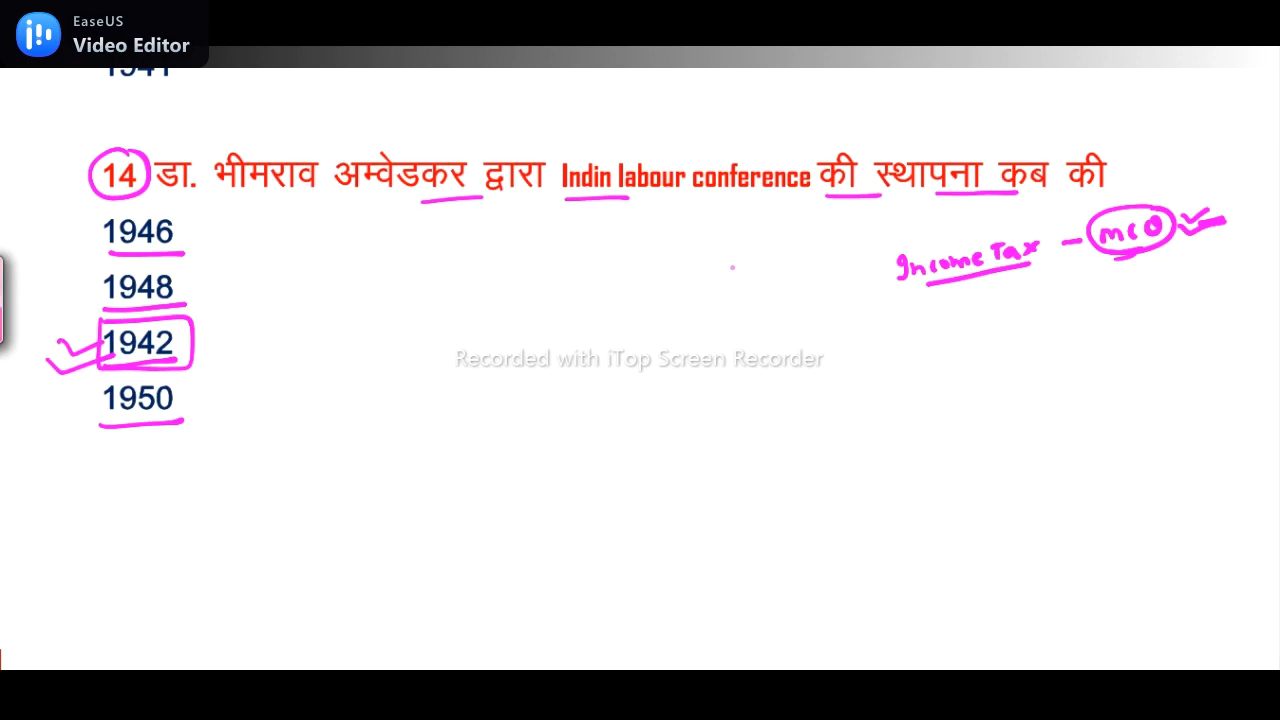 EaseUS
Video Editor
1941
14 डा. भीमराव अम्वेडकर द्वारा Indin labour conference की स्थापना कब की
1946
Income Tax - mcQ
1948
1942
Recorded with iTop Screen Recorder
1950